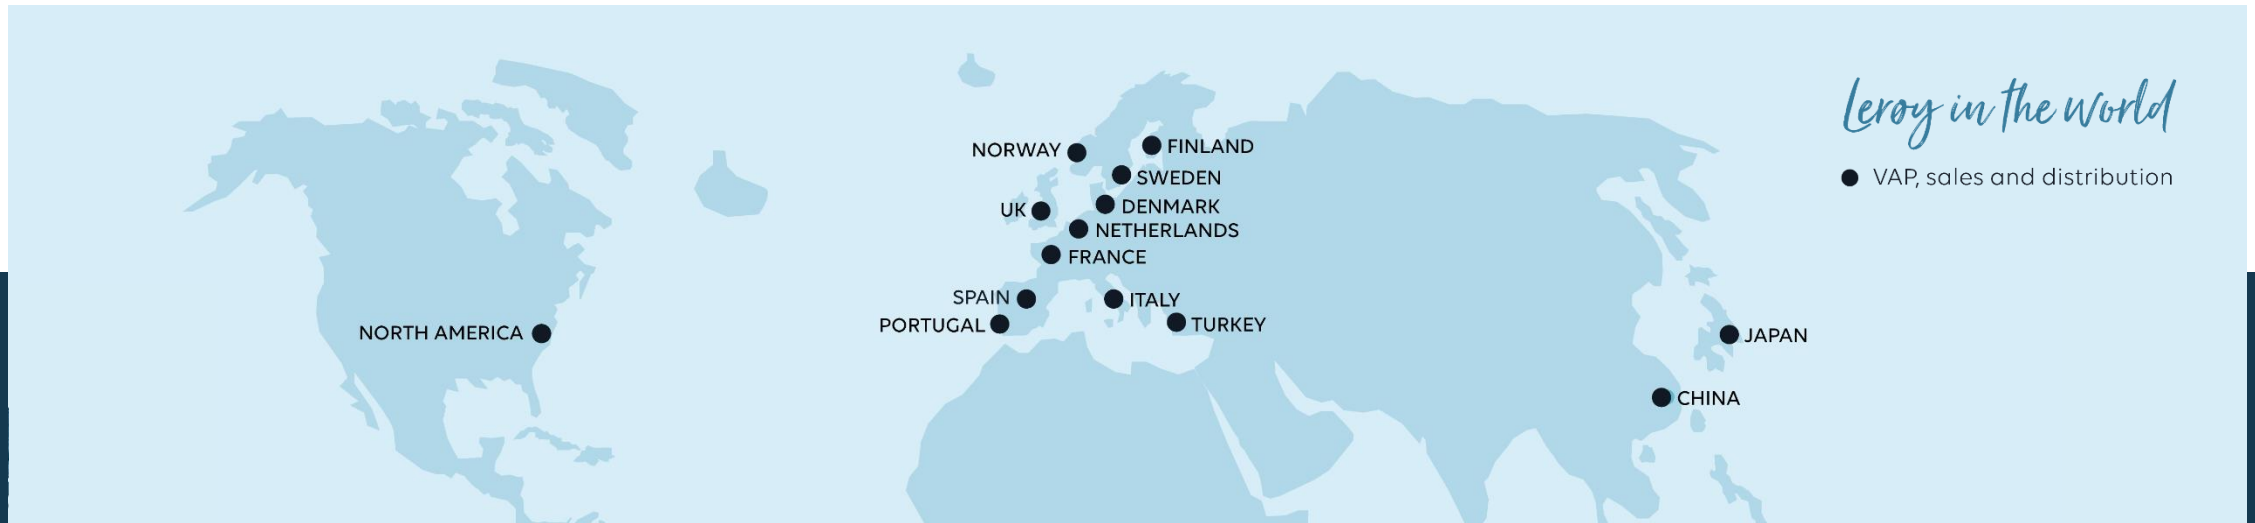 Lerøy in the World
VAP, sales and distribution
NORWAY
FINLAND
SWEDEN
UK
DENMARK
NETHERLANDS
FRANCE
SPAIN
ITALY
PORTUGAL
TURKEY
NORTH AMERICA
JAPAN
CHINA